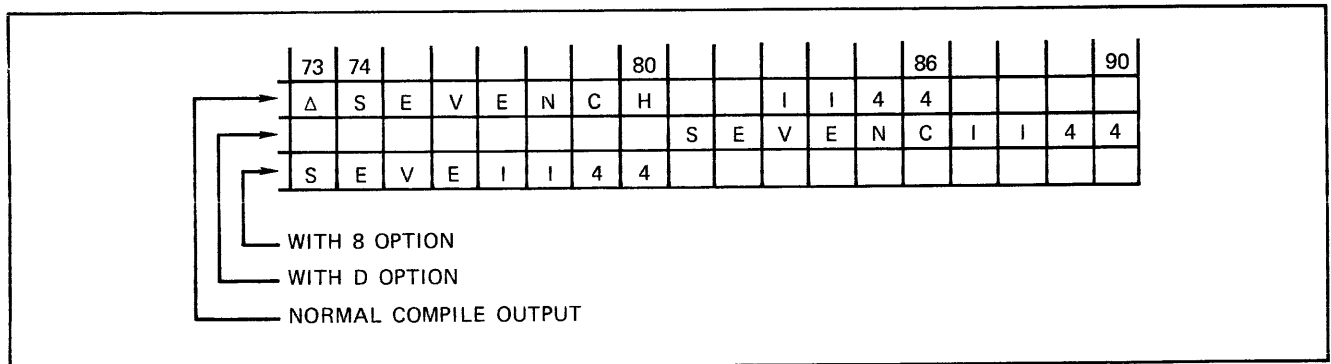 73 74 80 86 90
Δ S E V E N C H I I 4 4
S E V E N C I I 4 4
S E V E I I 4 4
WITH 8 OPTION
WITH D OPTION
NORMAL COMPILE OUTPUT